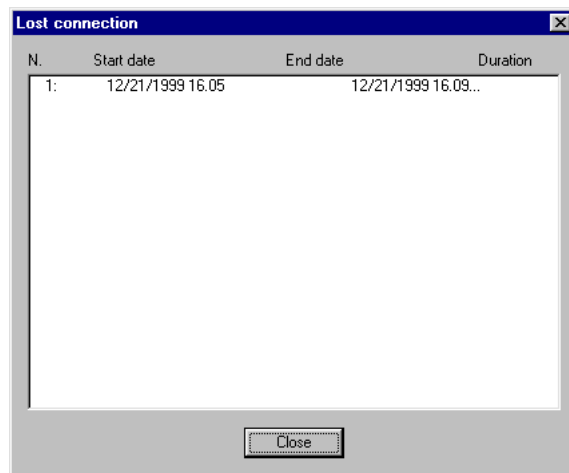 Lost connection
N. Start date End date Duration
1: 12/21/1999 16.05 12/21/1999 16.09...
Close